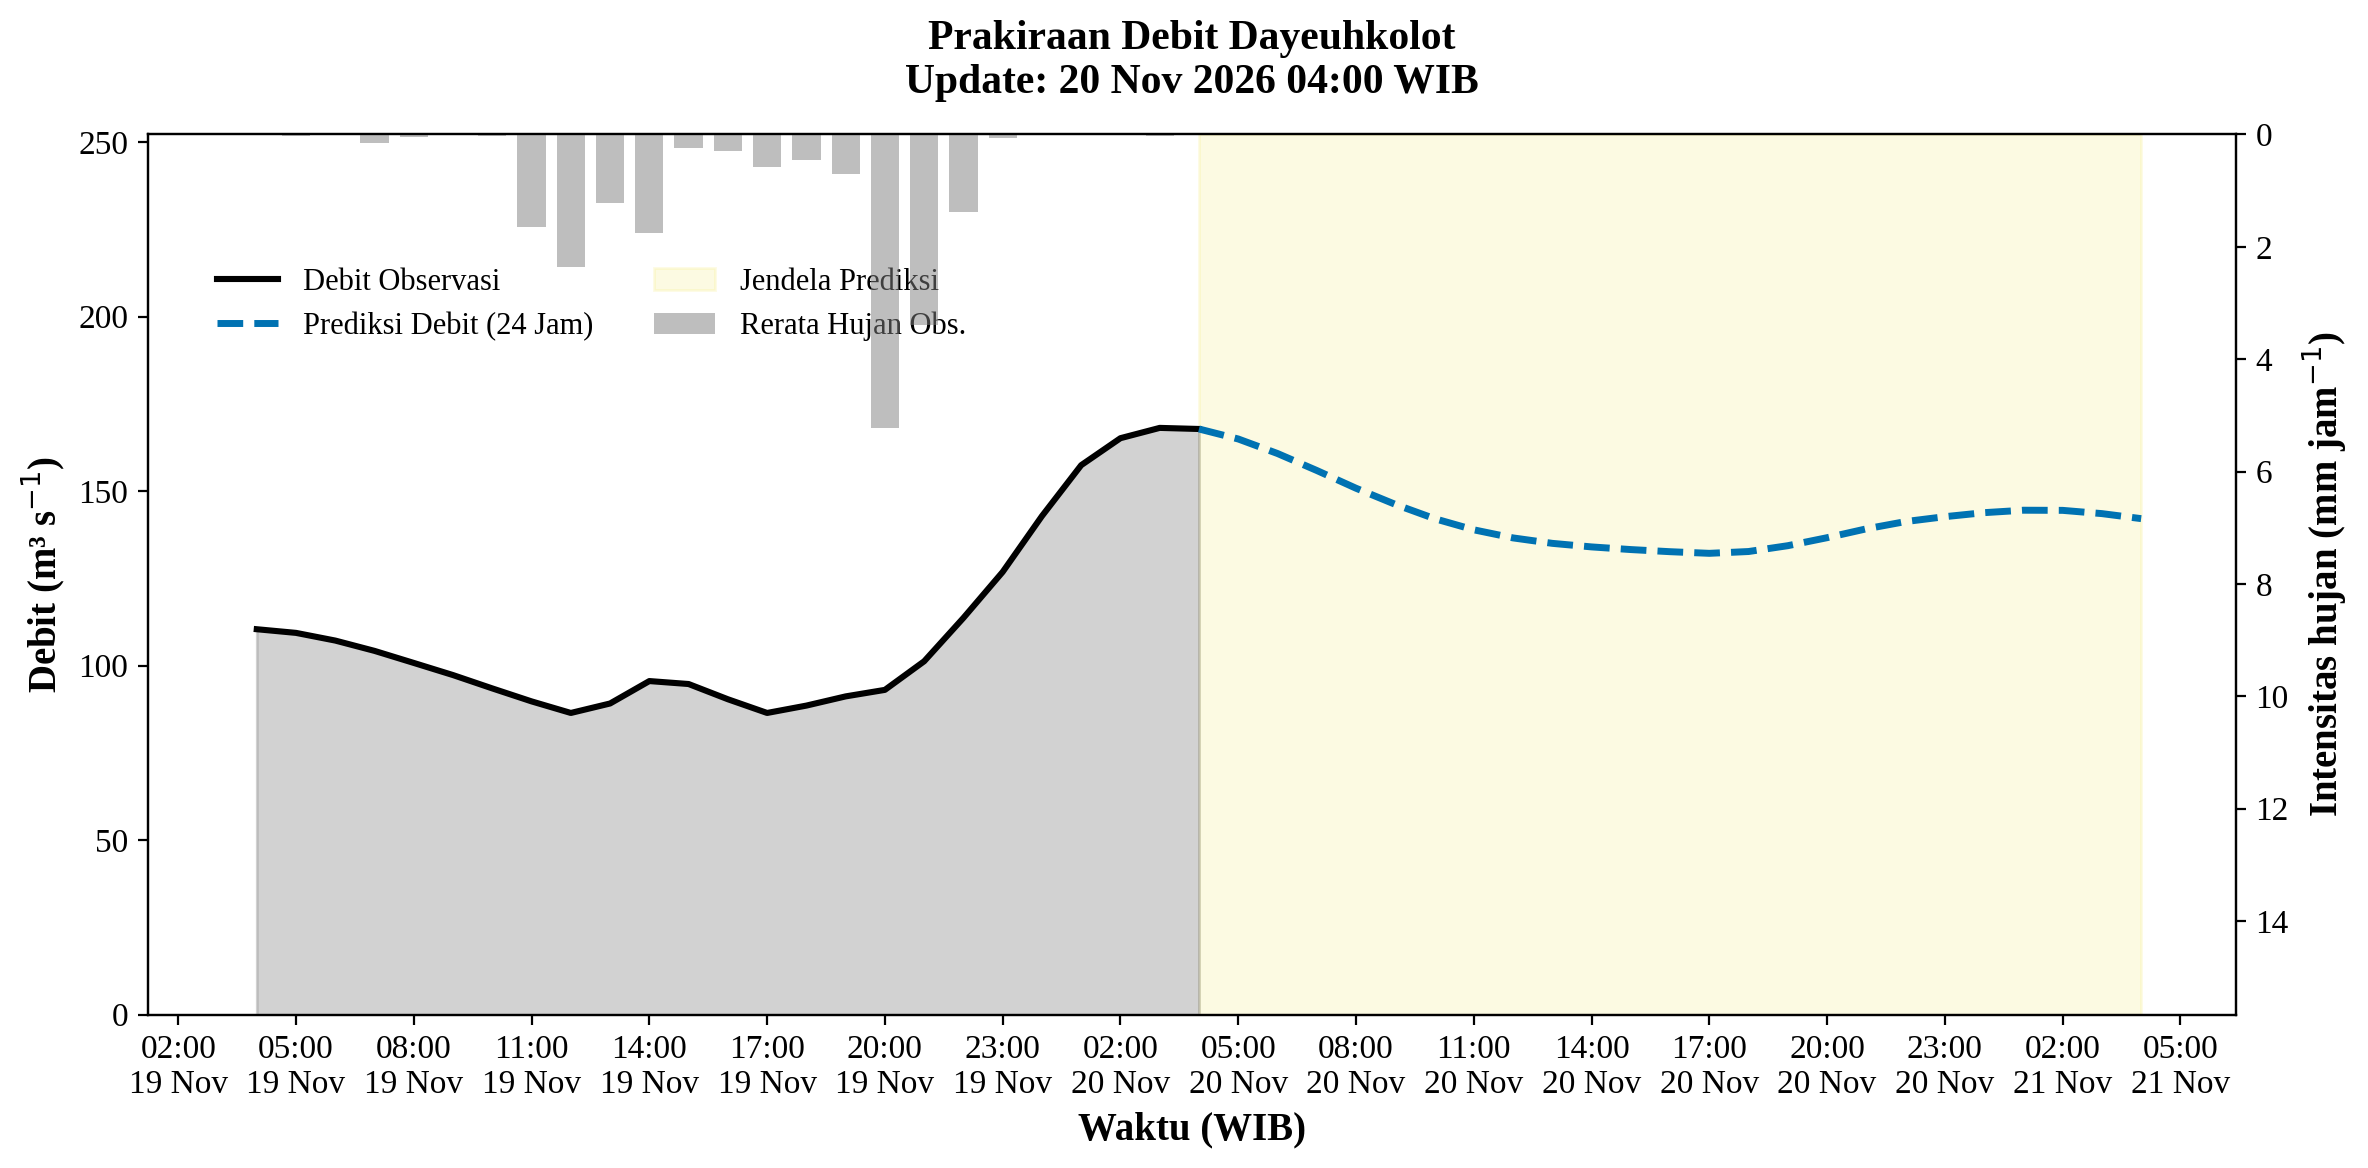 Prakiraan Debit Dayeuhkolot
Update: 20 Nov 2026 04:00 WIB
Debit (m³ s⁻¹)
250
200
150
100
50
0
Debit Observasi
Prediksi Debit (24 Jam)
Jendela Prediksi
Rerata Hujan Obs.
0
2
4
6
8
10
12
14
Intensitas hujan (mm jam⁻¹)
02:00 05:00 08:00 11:00 14:00 17:00 20:00 23:00 02:00 05:00 08:00 11:00 14:00 17:00 20:00 23:00 02:00 05:00
19 Nov 19 Nov 19 Nov 19 Nov 19 Nov 19 Nov 19 Nov 19 Nov 20 Nov 20 Nov 20 Nov 20 Nov 20 Nov 20 Nov 20 Nov 20 Nov 21 Nov 21 Nov
Waktu (WIB)